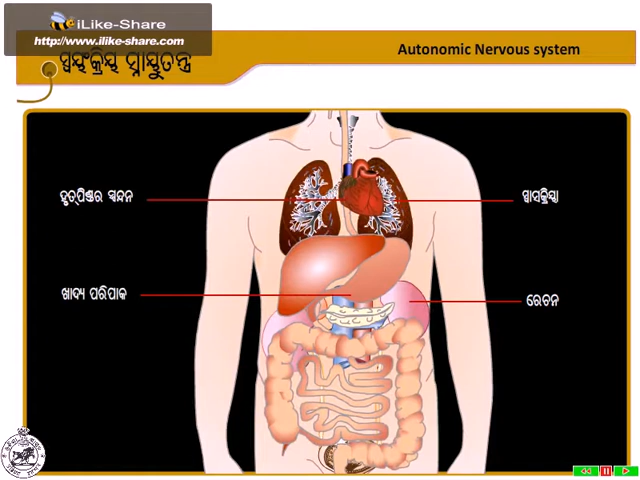 iLike-Share
http://www.ilike-share.com
ସ୍ୱୟଂକ୍ରିୟ ସ୍ନାୟୁତନ୍ତ୍ର
Autonomic Nervous system
ହୃତ୍‌ପିଣ୍ଡର ସ୍ପନ୍ଦନ
ଶ୍ୱାସକ୍ରିୟା
ଖାଦ୍ୟ ପରିପାକ
ରେଚନ